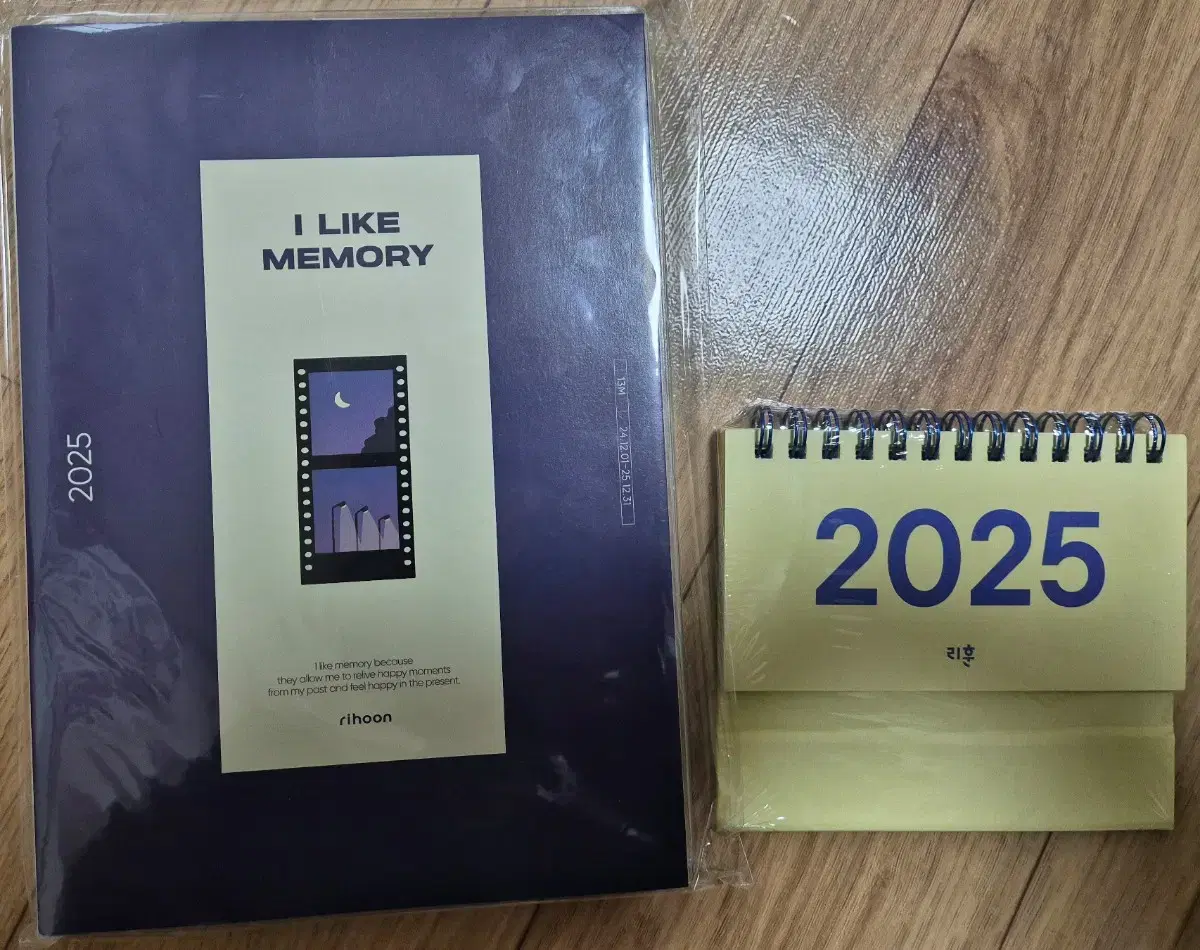 2025
I LIKE
MEMORY
I like memory because
they allow me to relive happy moments
from my past and feel happy in the present.
rihoon
13M
24.12.01-25.12.31
2025
리훈